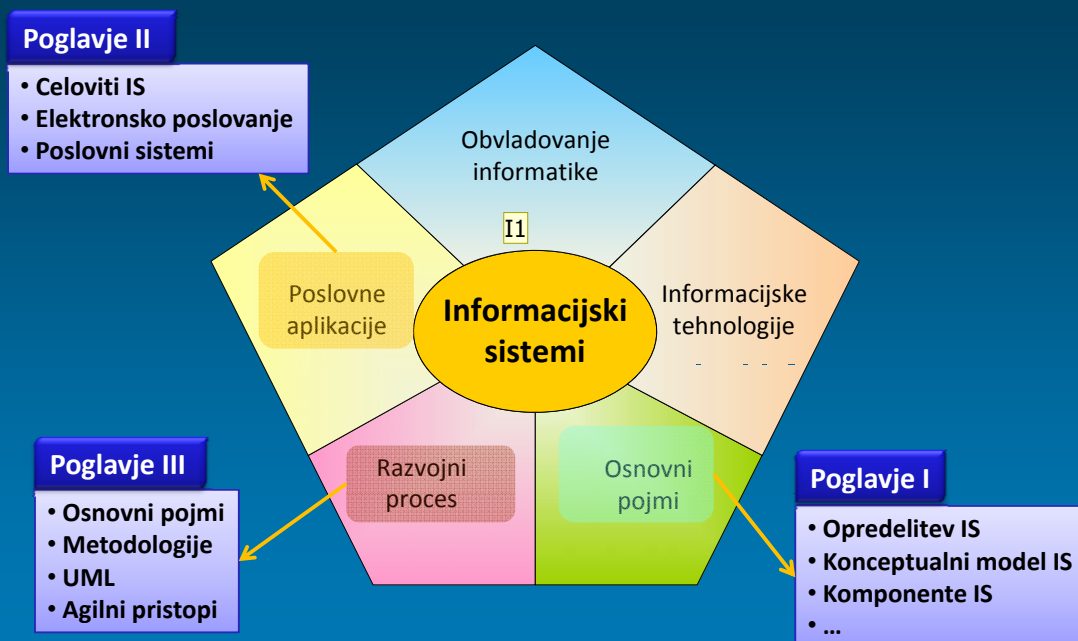 Poglavje II
• Celoviti IS
• Elektronsko poslovanje
• Poslovni sistemi
Obvladovanje
informatike
I1
Poslovne
aplikacije
Informacijski
sistemi
Informacijske
tehnologije
Razvojni
proces
Osnovni
pojmi
Poglavje III
• Osnovni pojmi
• Metodologije
• UML
• Agilni pristopi
Poglavje I
• Opredelitev IS
• Konceptualni model IS
• Komponente IS
• ...